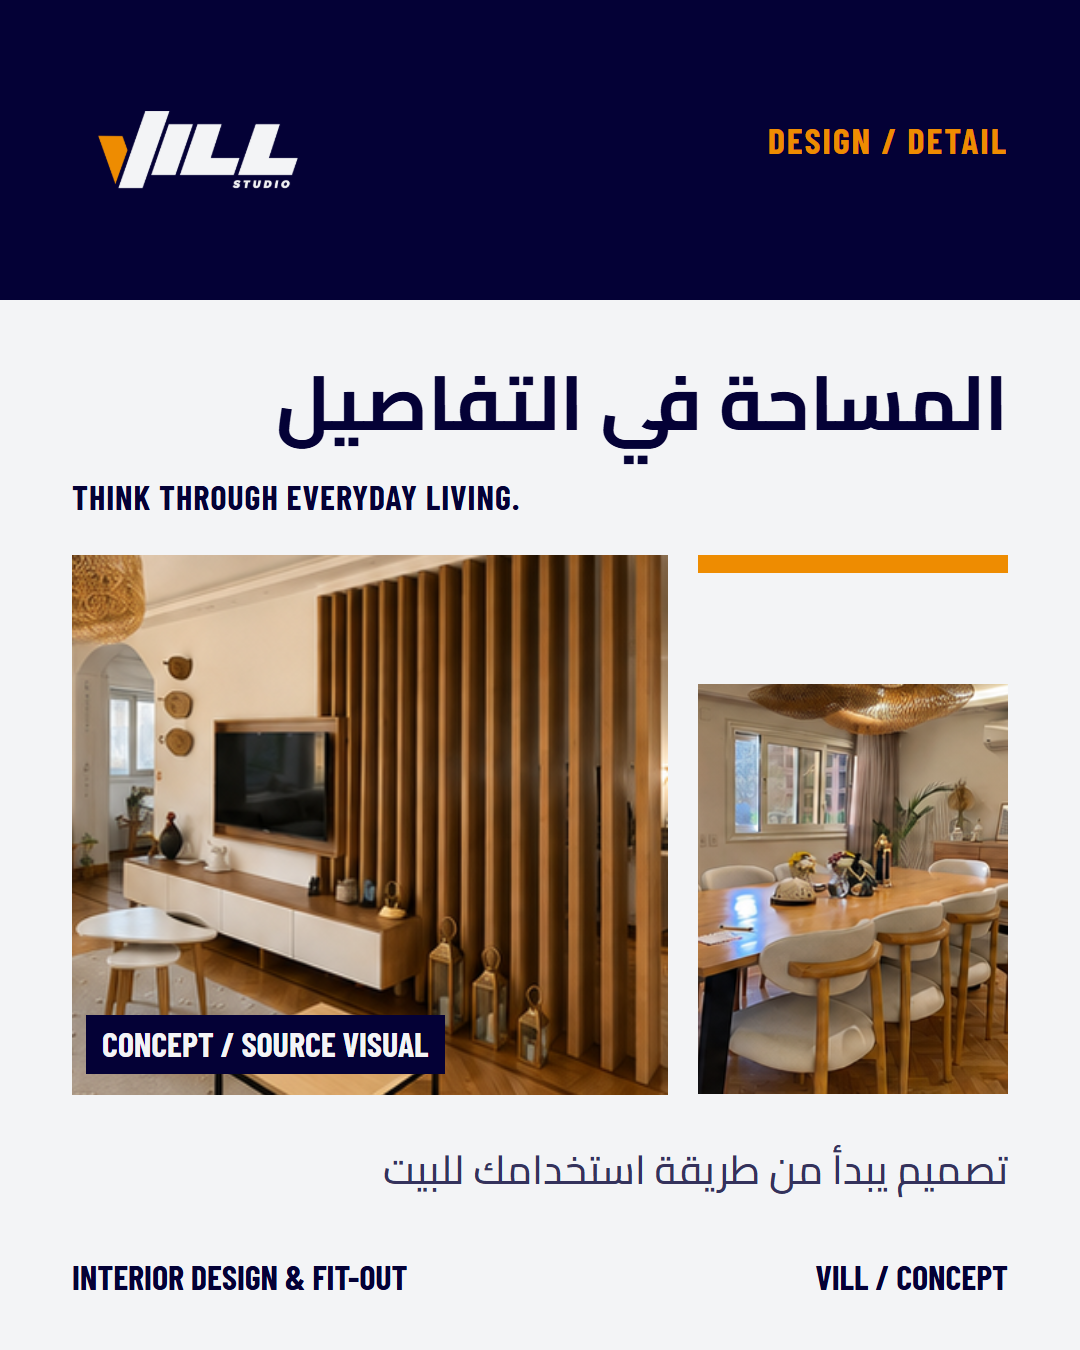 VILL
STUDIO
DESIGN / DETAIL
المساحة في التفاصيل
THINK THROUGH EVERYDAY LIVING.
CONCEPT / SOURCE VISUAL
تصميم يبدأ من طريقة استخدامك للبيت
INTERIOR DESIGN & FIT-OUT
VILL / CONCEPT